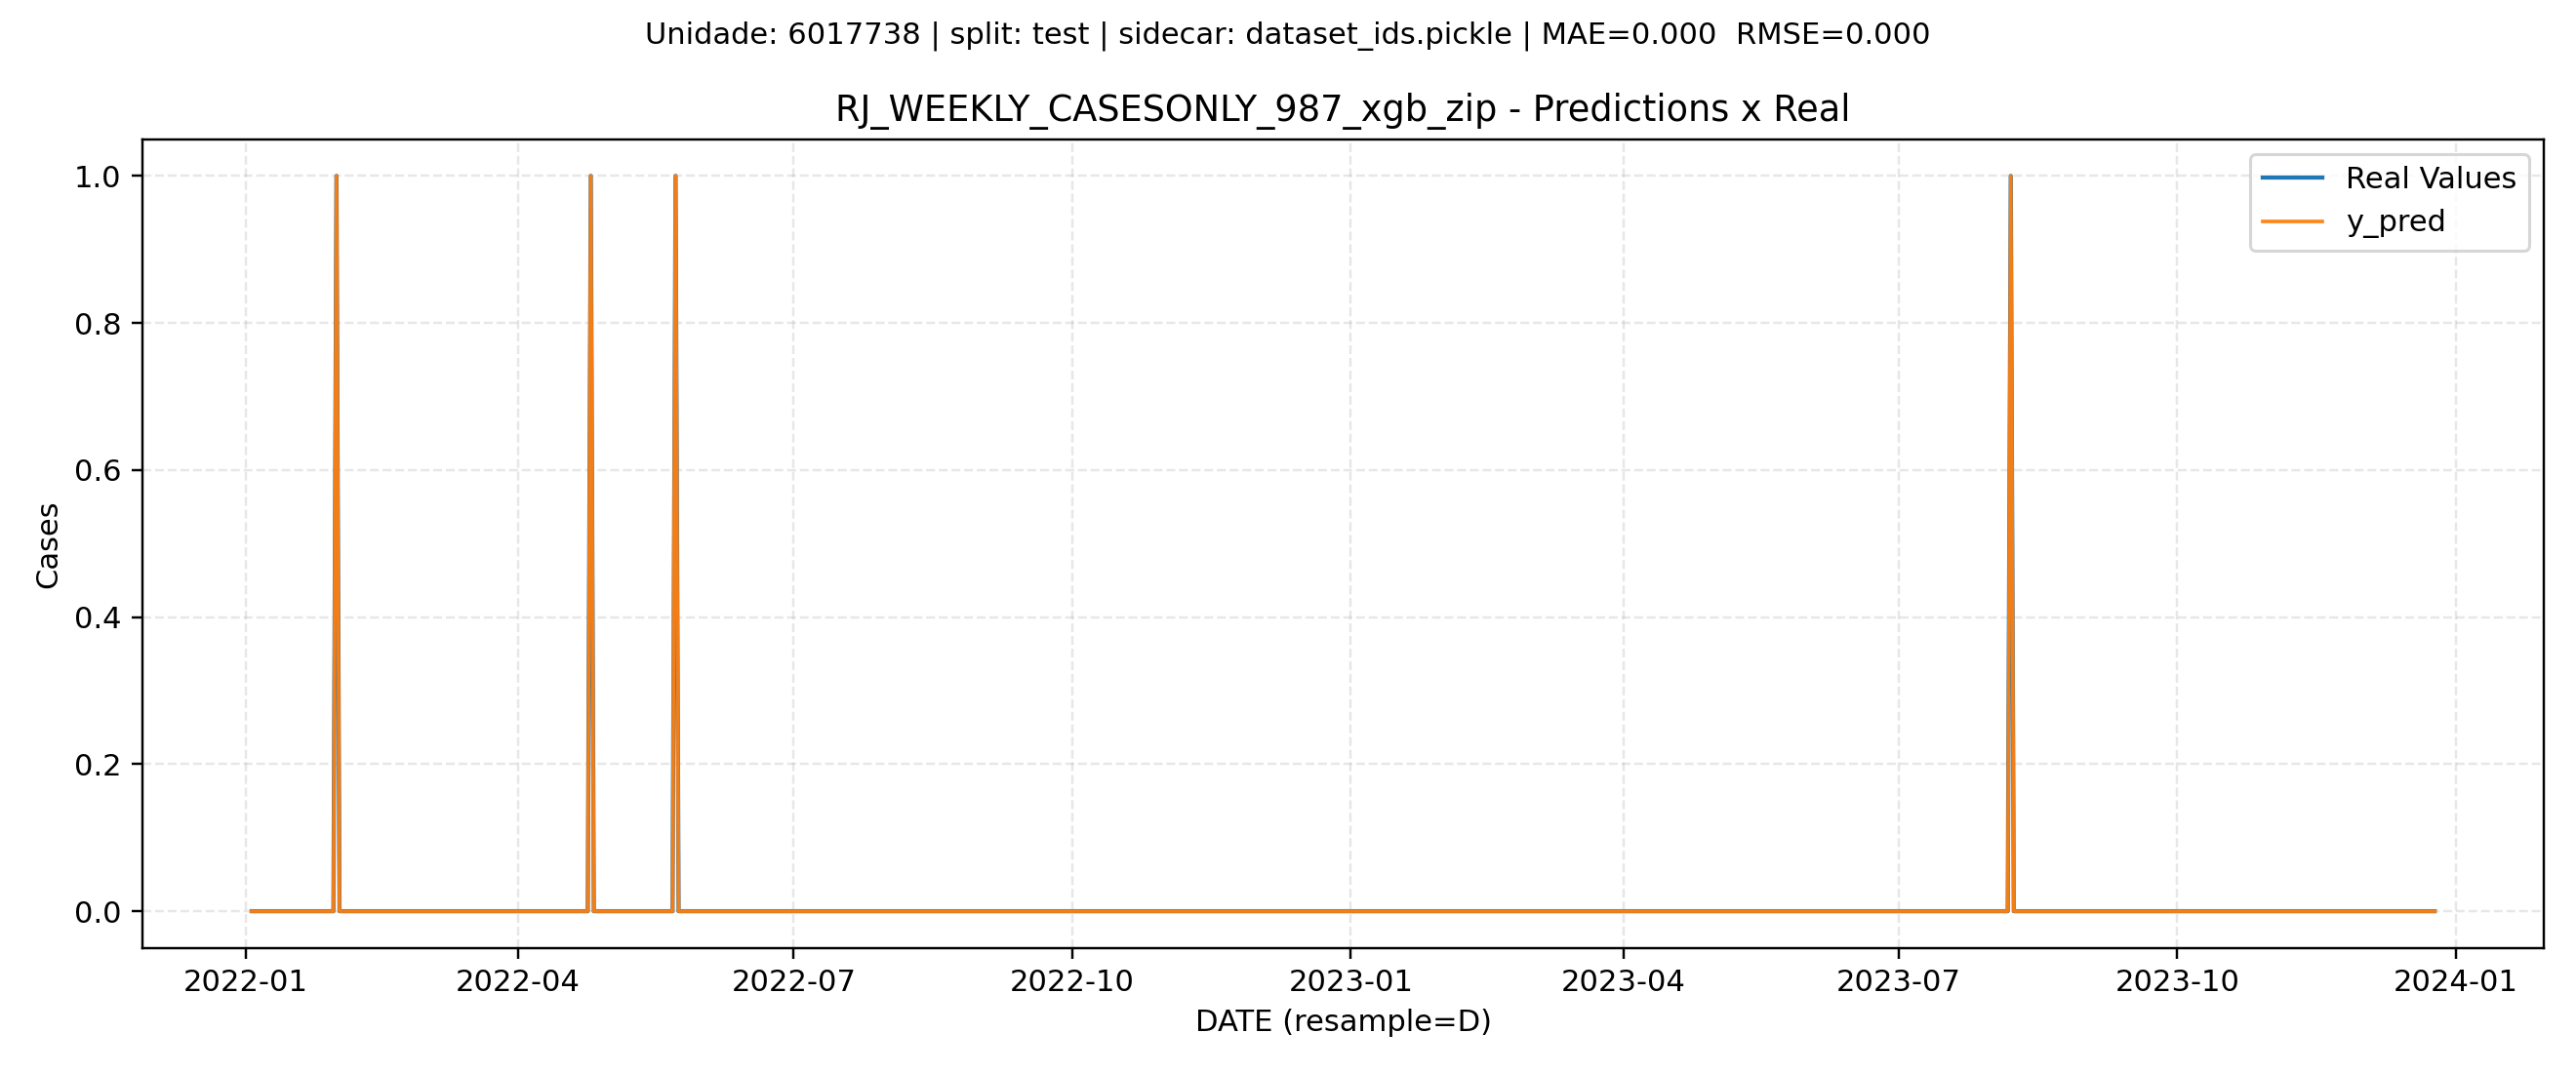 Unidade: 6017738 | split: test | sidecar: dataset_ids.pickle | MAE=0.000  RMSE=0.000
RJ_WEEKLY_CASESONLY_987_xgb_zip - Predictions x Real
Real Values
y_pred
1.0
0.8
0.6
0.4
0.2
0.0
Cases
2022-01 2022-04 2022-07 2022-10 2023-01 2023-04 2023-07 2023-10 2024-01
DATE (resample=D)